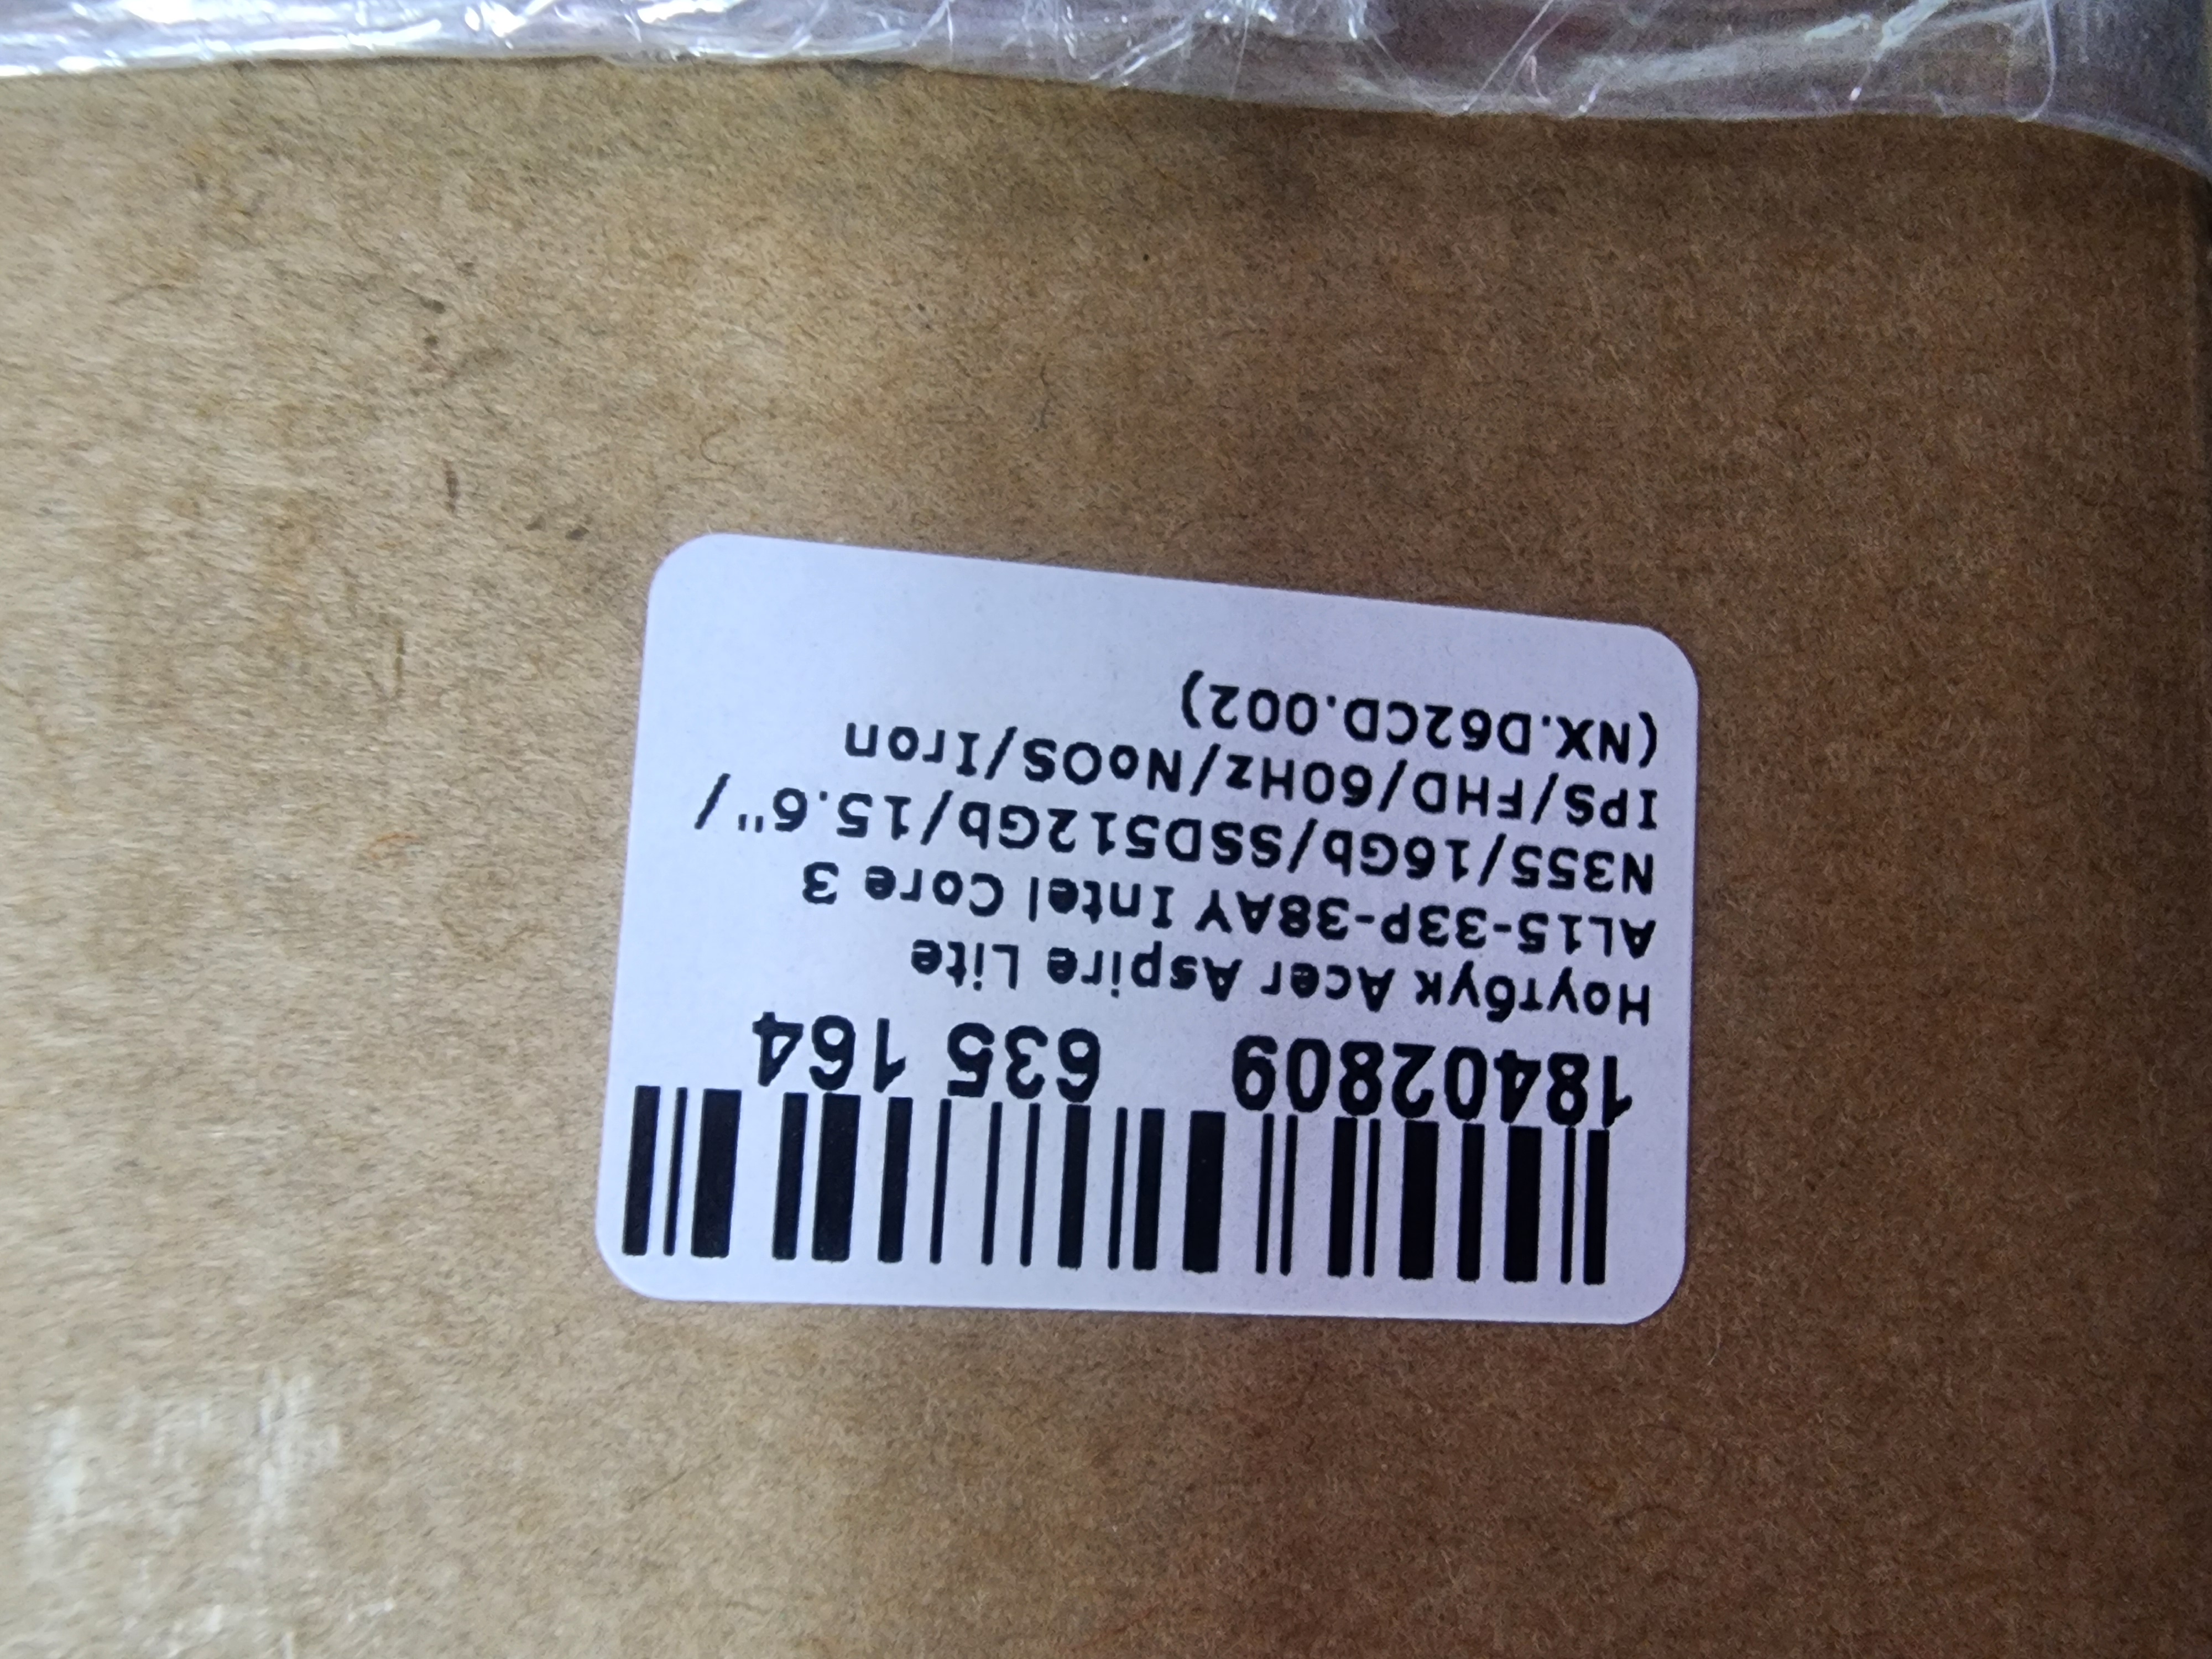 18402809 635 164
Ноутбук Acer Aspire Lite
AL15-33P-38AY Intel Core 3
N355/16Gb/SSD512Gb/15.6"/
IPS/FHD/60Hz/NoOS/Iron
(NX.D62CD.002)